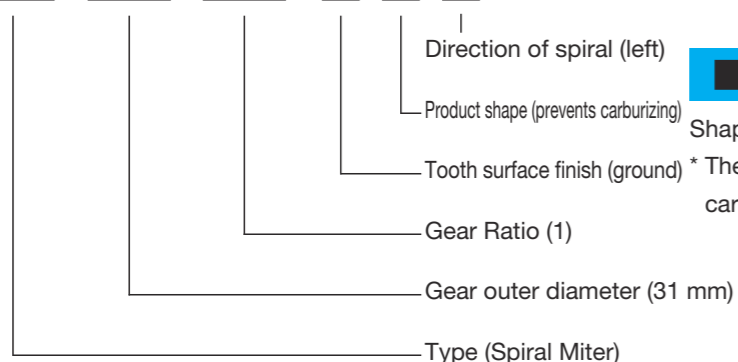 Direction of spiral (left)
Product shape (prevents carburizing)
Tooth surface finish (ground)
Gear Ratio (1)
Gear outer diameter (31 mm)
Type (Spiral Miter)
Shap
* The
car